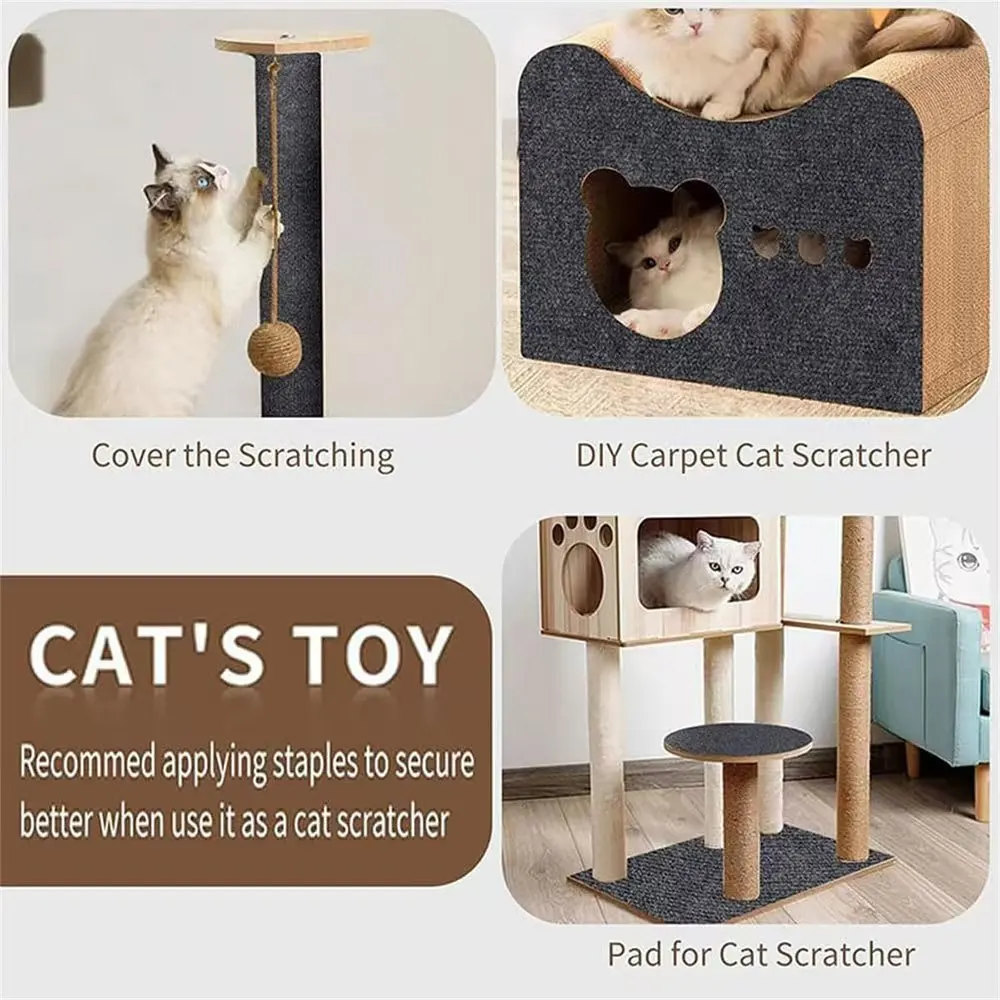 Cover the Scratching
DIY Carpet Cat Scratcher
CAT'S TOY
Recommed applying staples to secure
better when use it as a cat scratcher
Pad for Cat Scratcher